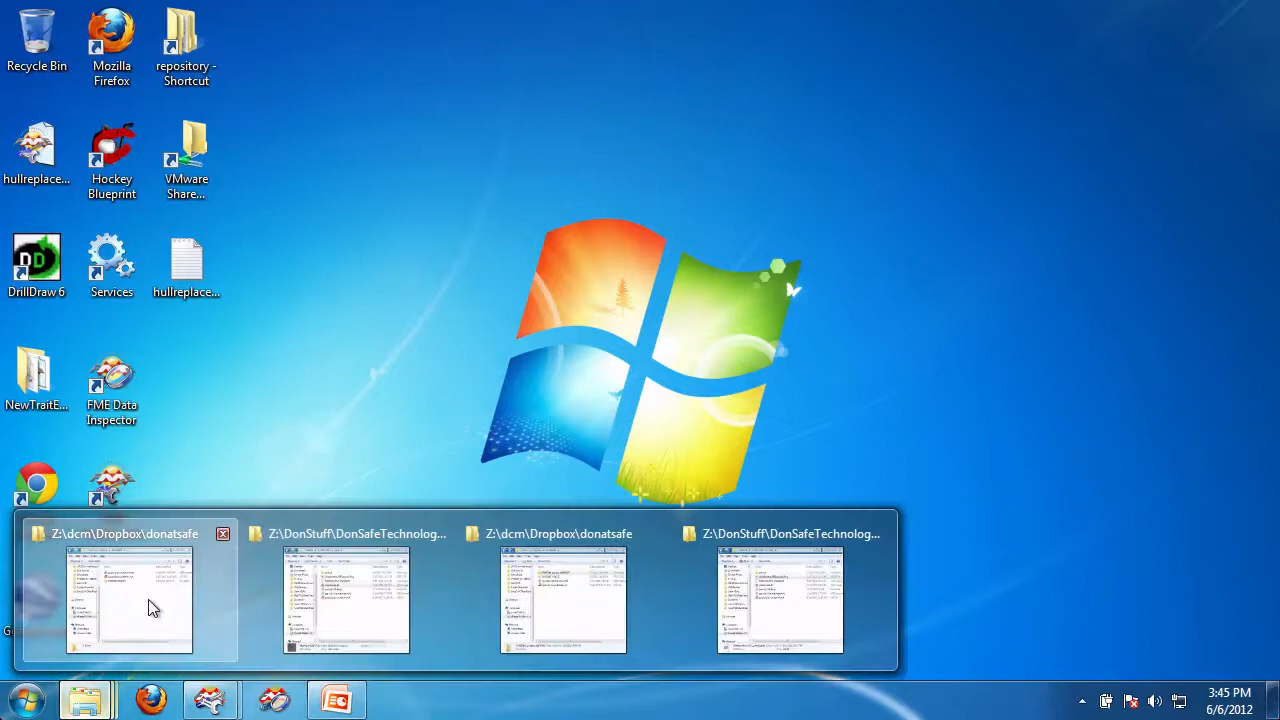 Recycle Bin
Mozilla
Firefox
repository -
Shortcut
hullreplace...
Hockey
Blueprint
VMware
Share...
DD
DrillDraw 6
Services
hullreplace...
NewTraitE...
FME Data
Inspector
Z:\dcm\Dropbox\donatsafe
Z:\DonStuff\DonSafeTechnolog...
Z:\dcm\Dropbox\donatsafe
Z:\DonStuff\DonSafeTechnolog...
3:45 PM
6/6/2012